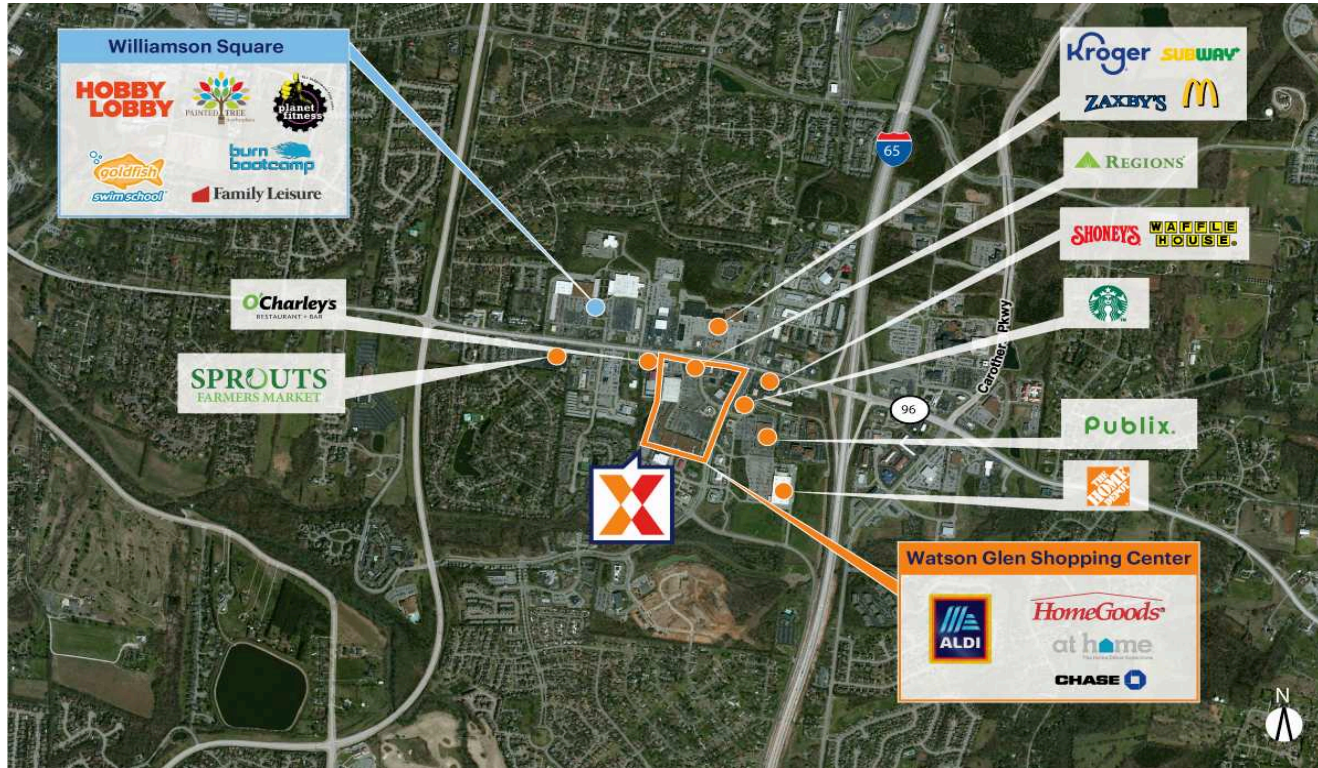 Williamson Square
HOBBY
LOBBY
PAINTED TREE
planet
fitness
goldfish
swim school
burn
bootcamp
Family Leisure
O'Charley's
RESTAURANT + BAR
SPROUTS
FARMERS MARKET
65
Kroger
SUBWAY
ZAXBY'S
REGIONS
SHONEY'S
WAFFLE
HOUSE
Carother. Pkwy
96
Publix.
THE
HOME
DEPOT
Watson Glen Shopping Center
ALDI
HomeGoods
at home
CHASE
N